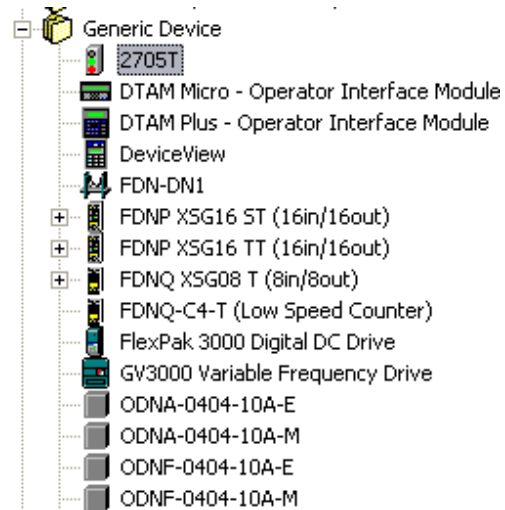 Generic Device
2705T
DTAM Micro - Operator Interface Module
DTAM Plus - Operator Interface Module
DeviceView
FDN-DN1
FDNP XSG16 ST (16in/16out)
FDNP XSG16 TT (16in/16out)
FDNQ XSG08 T (8in/8out)
FDNQ-C4-T (Low Speed Counter)
FlexPak 3000 Digital DC Drive
GV3000 Variable Frequency Drive
ODNA-0404-10A-E
ODNA-0404-10A-M
ODNF-0404-10A-E
ODNF-0404-10A-M